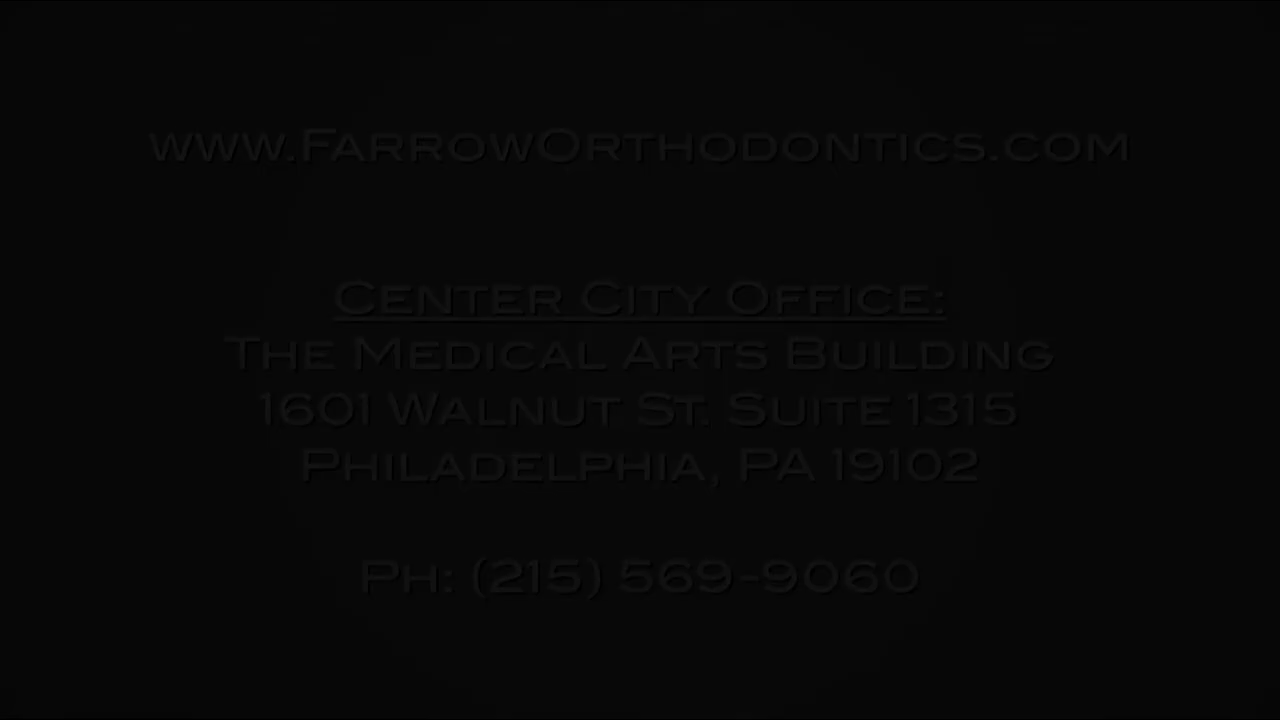 www.FarrowOrthodontics.com
Center City Office:
The Medical Arts Building
1601 Walnut St. Suite 1315
Philadelphia, PA 19102
Ph: (215) 569-9060